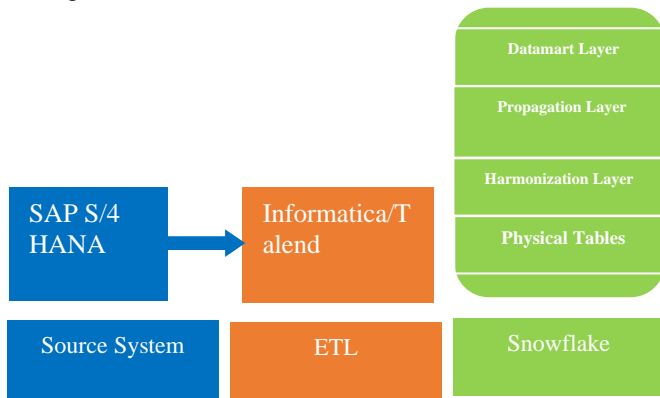 Datamart Layer
Propagation Layer
Harmonization Layer
Physical Tables
SAP S/4
HANA
Informatica/T
alend
Source System
ETL
Snowflake